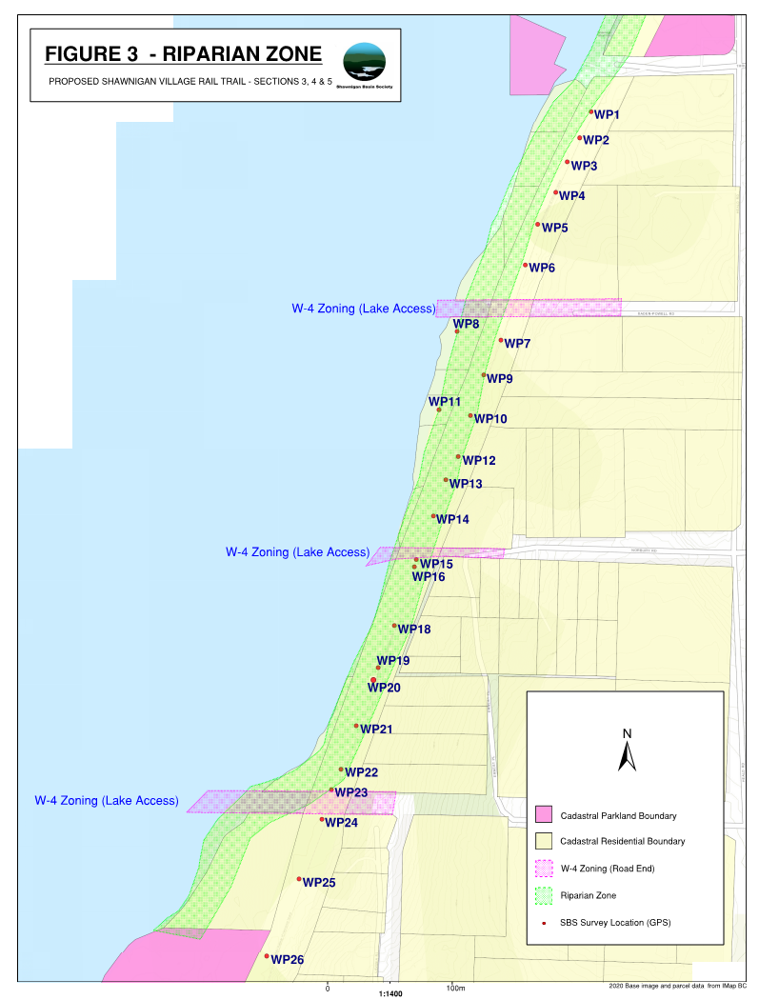 FIGURE 3 - RIPARIAN ZONE
PROPOSED SHAWNIGAN VILLAGE RAIL TRAIL - SECTIONS 3, 4 & 5
Shawnigan Basin Society
WP1
WP2
WP3
WP4
WP5
WP6
W-4 Zoning (Lake Access)
BADEN-POWELL RD
WP8
WP7
WP9
WP11
WP10
WP12
WP13
WP14
W-4 Zoning (Lake Access)
WP15
WP16
WP18
WP19
WP20
WP21
WP22
WP23
W-4 Zoning (Lake Access)
WP24
WP25
WP26
N
Cadastral Parkland Boundary
Cadastral Residential Boundary
W-4 Zoning (Road End)
Riparian Zone
SBS Survey Location (GPS)
0
100m
1:1400
2020 Base image and parcel data from IMap BC